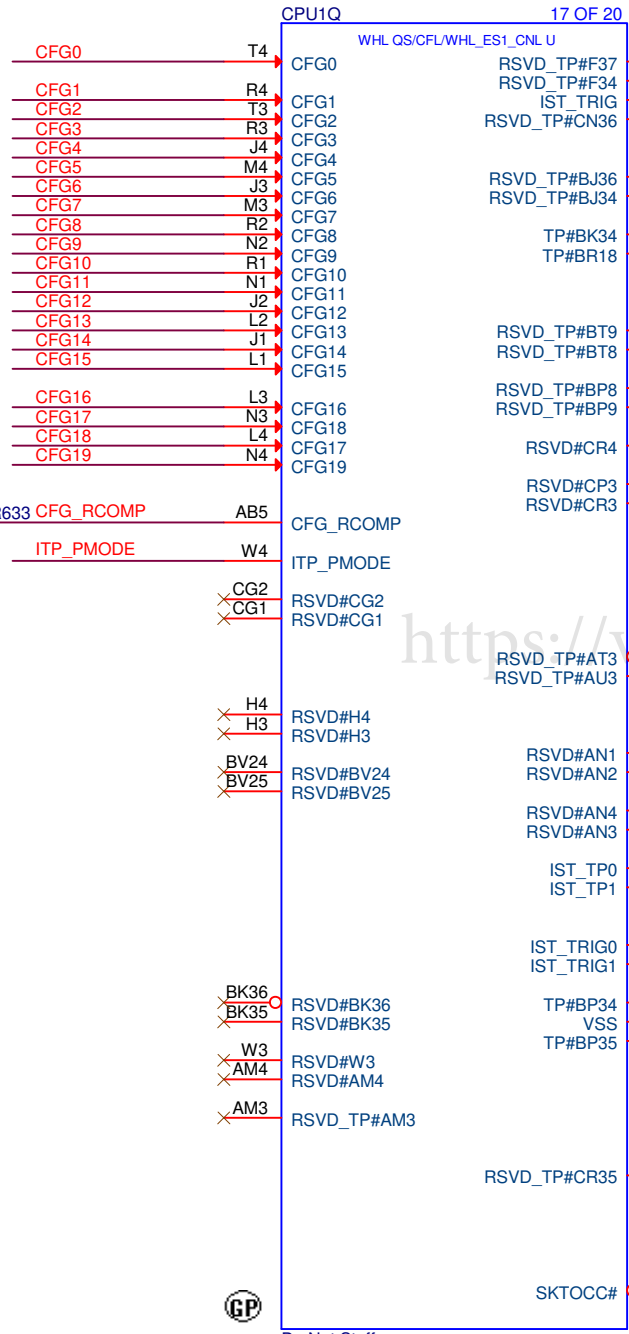 CPU1Q 17 OF 20
WHL QS/CFL/WHL_ES1_CNL U
CFG0 T4 CFG0 RSVD_TP#F37
RSVD_TP#F34
CFG1 R4 CFG1 IST_TRIG
CFG2 T3 CFG2 RSVD_TP#CN36
CFG3 R3 CFG3
CFG4 J4 CFG4
CFG5 M4 CFG5 RSVD_TP#BJ36
CFG6 J3 CFG6 RSVD_TP#BJ34
CFG7 M3 CFG7
CFG8 R2 CFG8 TP#BK34
CFG9 N2 CFG9 TP#BR18
CFG10 R1 CFG10
CFG11 N1 CFG11
CFG12 J2 CFG12
CFG13 L2 CFG13 RSVD_TP#BT9
CFG14 J1 CFG14 RSVD_TP#BT8
CFG15 L1 CFG15
RSVD_TP#BP8
CFG16 L3 CFG16 RSVD_TP#BP9
CFG17 N3 CFG18
CFG18 L4 CFG17 RSVD#CR4
CFG19 N4 CFG19
RSVD#CP3
RSVD#CR3
R633 CFG_RCOMP AB5 CFG_RCOMP
ITP_PMODE W4 ITP_PMODE
CG2 RSVD#CG2
CG1 RSVD#CG1
https://
RSVD_TP#AT3
RSVD_TP#AU3
H4 RSVD#H4
H3 RSVD#H3
RSVD#AN1
BV24 RSVD#BV24 RSVD#AN2
BV25 RSVD#BV25
RSVD#AN4
RSVD#AN3
IST_TP0
IST_TP1
IST_TRIG0
IST_TRIG1
BK36 RSVD#BK36 TP#BP34
BK35 RSVD#BK35 VSS
TP#BP35
W3 RSVD#W3
AM4 RSVD#AM4
AM3 RSVD_TP#AM3
RSVD_TP#CR35
SKTOCC#
GP